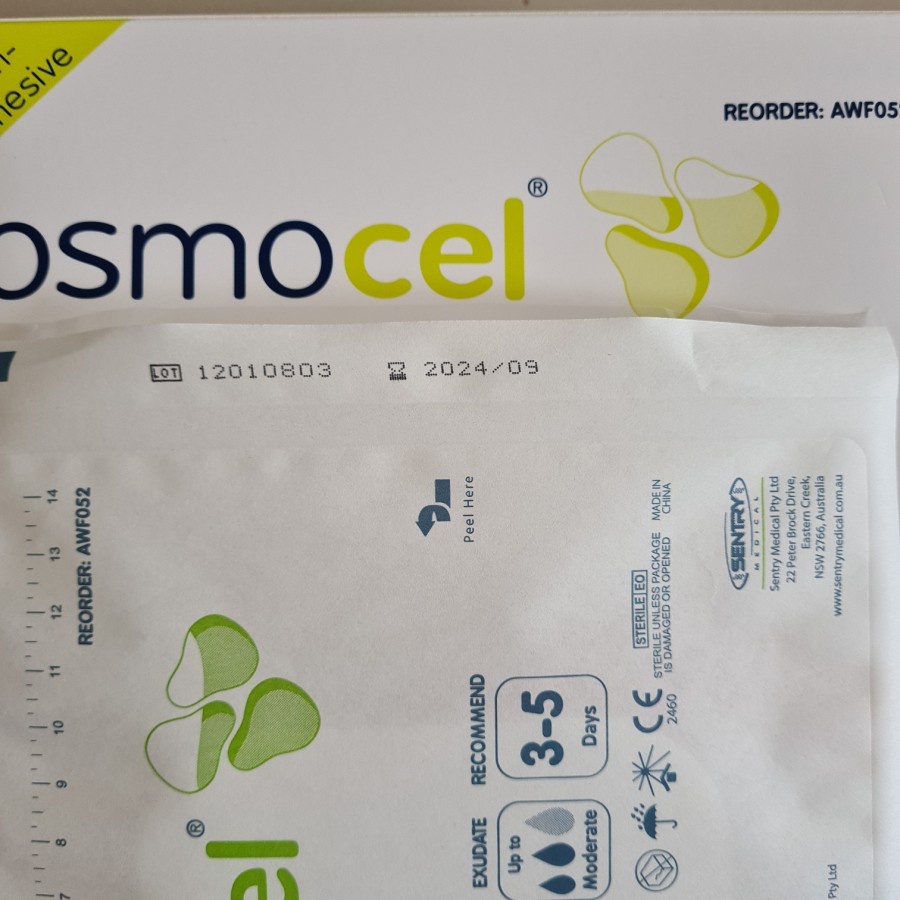 REORDER: AWF05
osmocel®
LOT 12010803 2024/09
14
13
12
11
10
9
8
7
REORDER: AWF052
®
el
Peel Here
RECOMMEND
3-5
Days
EXUDATE
Up to
Moderate
STERILE EO
STERILE UNLESS PACKAGE
IS DAMAGED OR OPENED
MADE IN
CHINA
CE
2460
SENTRY
MEDICAL
Sentry Medical Pty Ltd
22 Peter Brock Drive,
Eastern Creek,
NSW 2766, Australia
www.sentrymedical.com.au
Pty Ltd